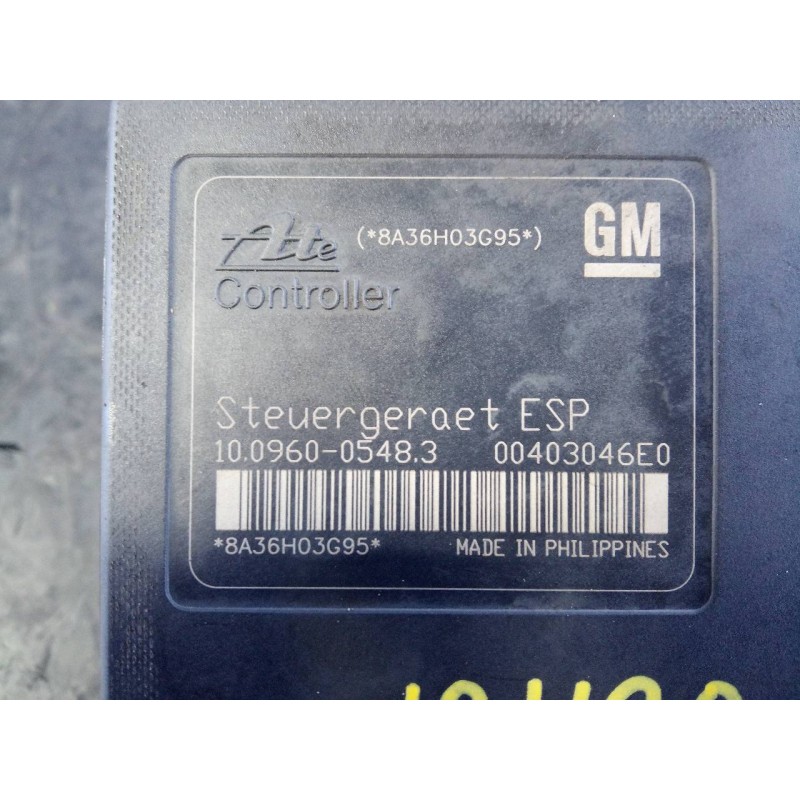 Ate (*8A36H03G95*) GM
Controller
Steuergeraet ESP
10.0960-0548.3 00403046E0
*8A36H03G95* MADE IN PHILIPPINES